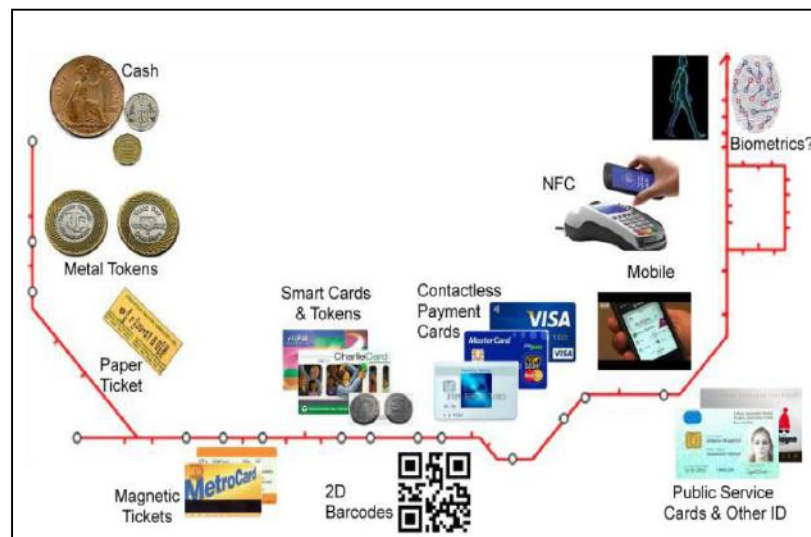 Cash
Metal Tokens
Paper
Ticket
Magnetic
Tickets
MetroCard
Smart Cards
& Tokens
CharlieCard
2D
Barcodes
Contactless
Payment
Cards
VISA
VISA
MasterCard
MasterCard
NFC
Mobile
Biometrics?
Public Service
Cards & Other ID